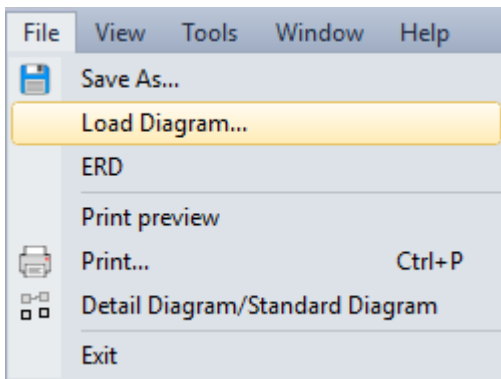 File View Tools Window Help
Save As...
Load Diagram...
ERD
Print preview
Print... Ctrl+P
Detail Diagram/Standard Diagram
Exit